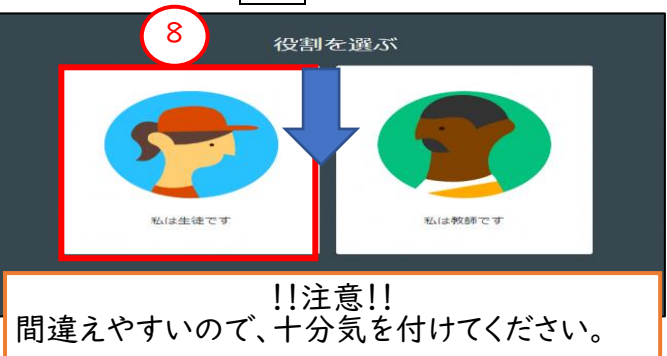 8
役割を選ぶ
私は生徒です
私は教師です
!!注意!!
間違えやすいので、十分気を付けてください。